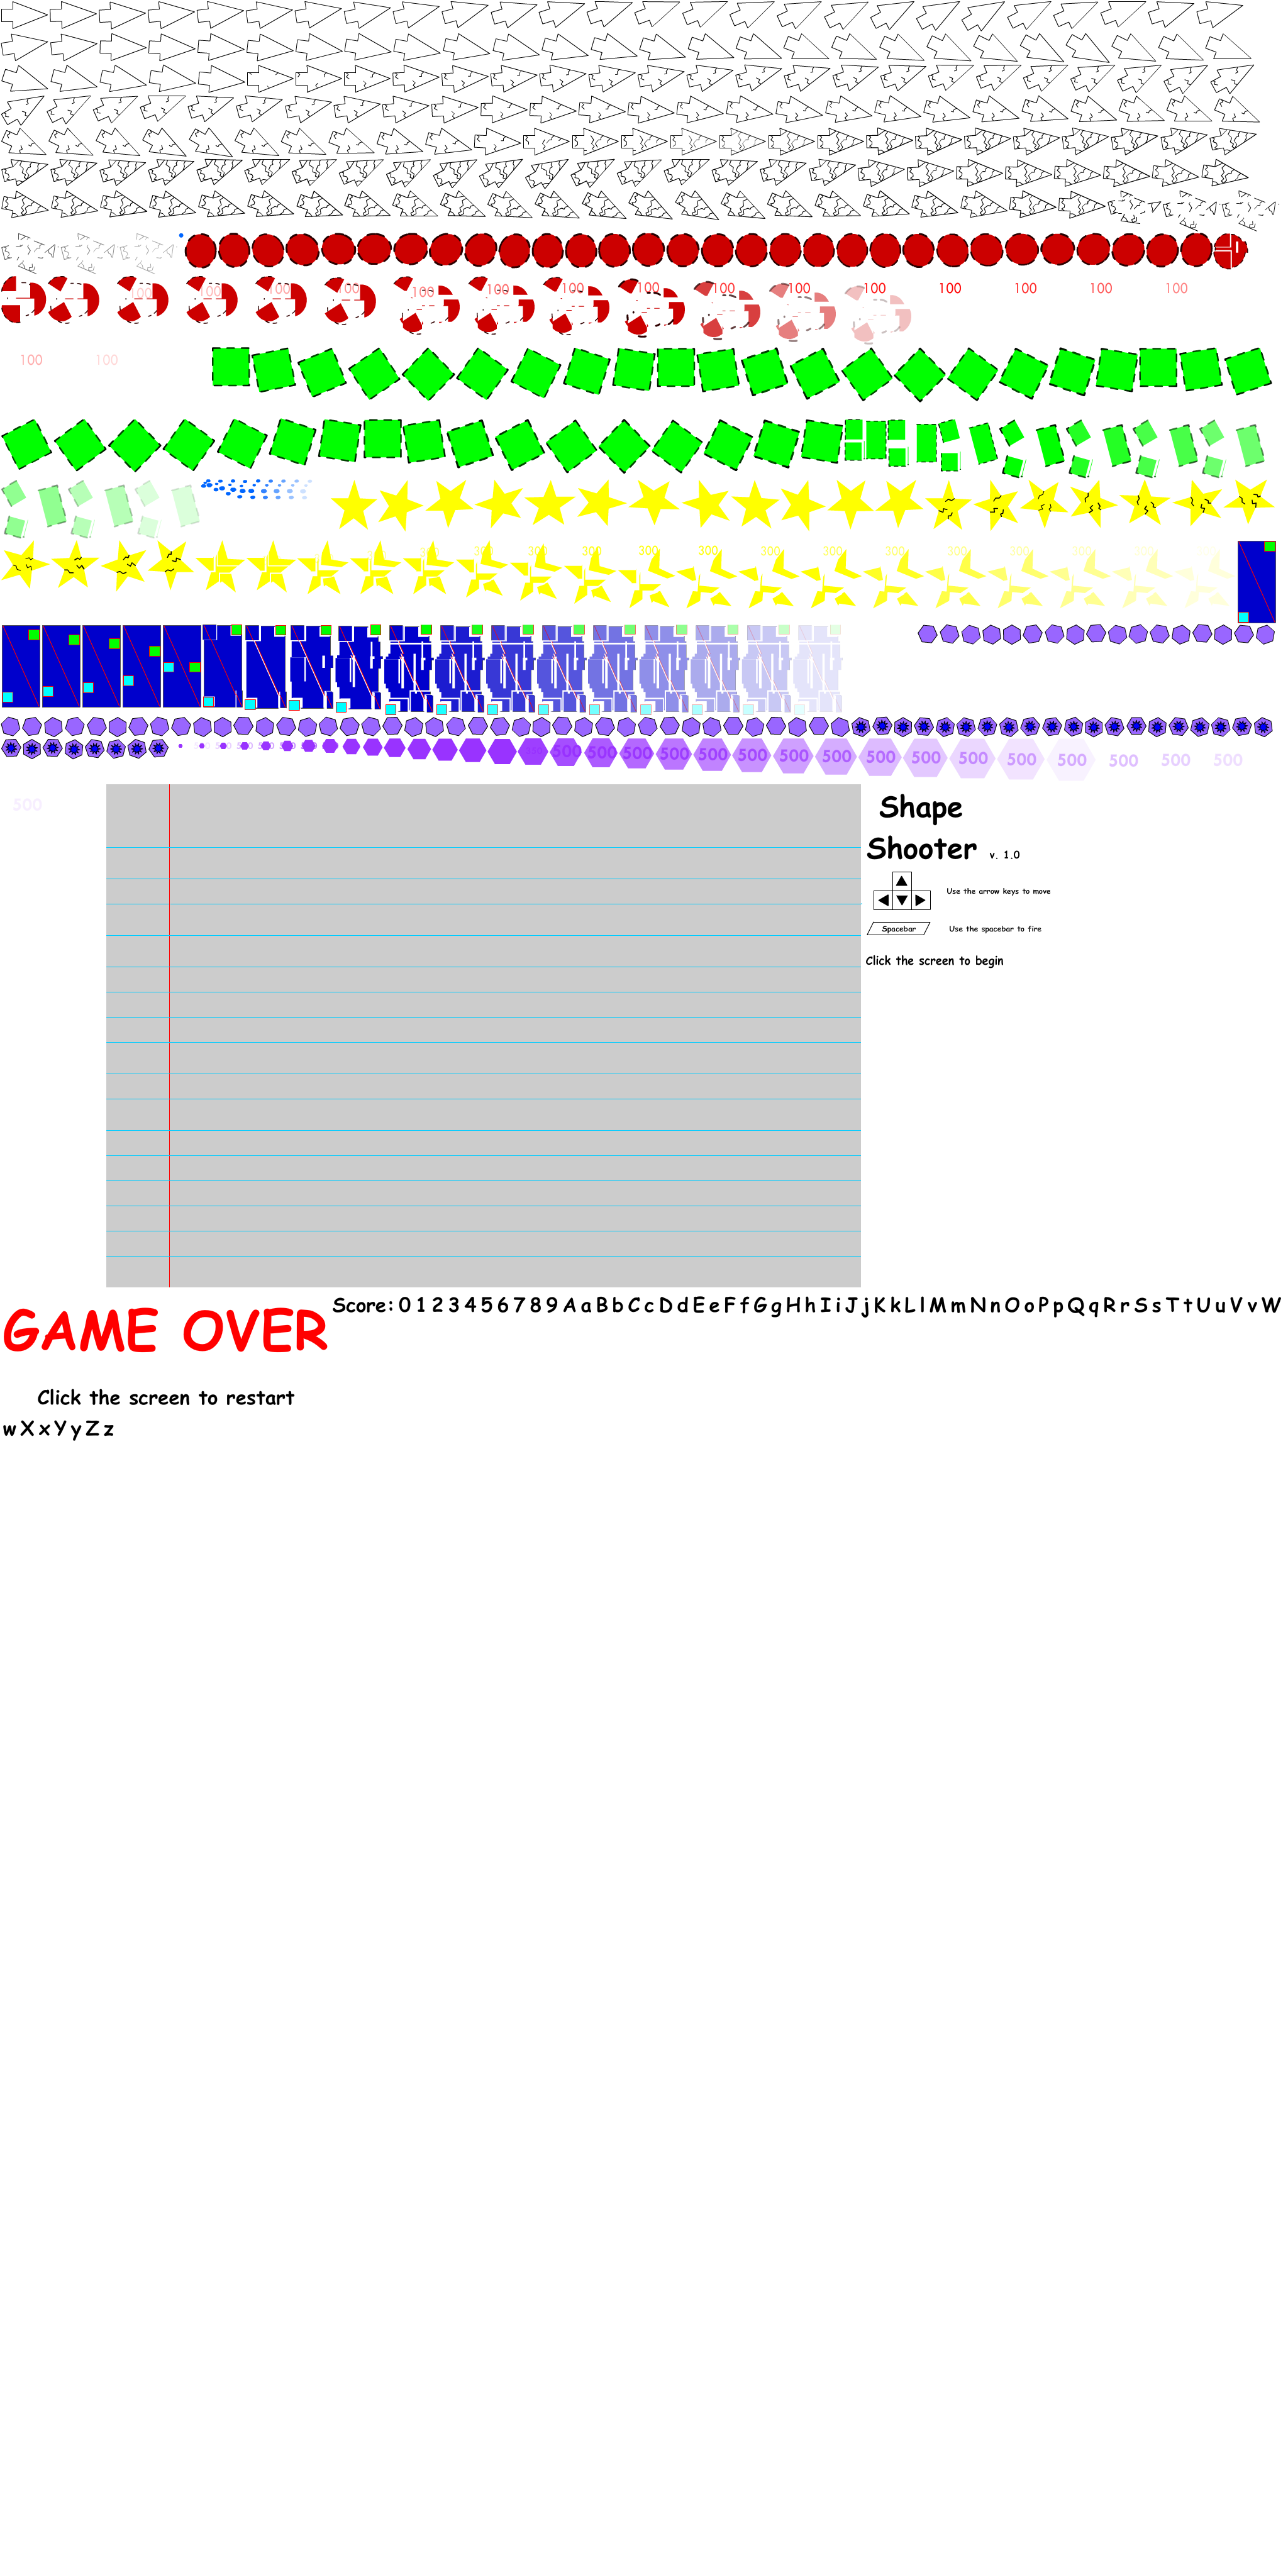 100 100 100 100 100 100 100 100 100 100 100 100 100 100 100 100
100 100
300 300 300 300 300 300 300 300 300 300 300 300 300
500 500 500 500 500 500 500 500 500 500 500 500 500 500 500 500 500
500
Shape
Shooter v. 1.0
Use the arrow keys to move
Spacebar Use the spacebar to fire
Click the screen to begin
GAME OVER
Score: 0 1 2 3 4 5 6 7 8 9 A a B b C c D d E e F f G g H h I i J j K k L l M m N n O o P p Q q R r S s T t U u V v W
Click the screen to restart
w X x Y y Z z